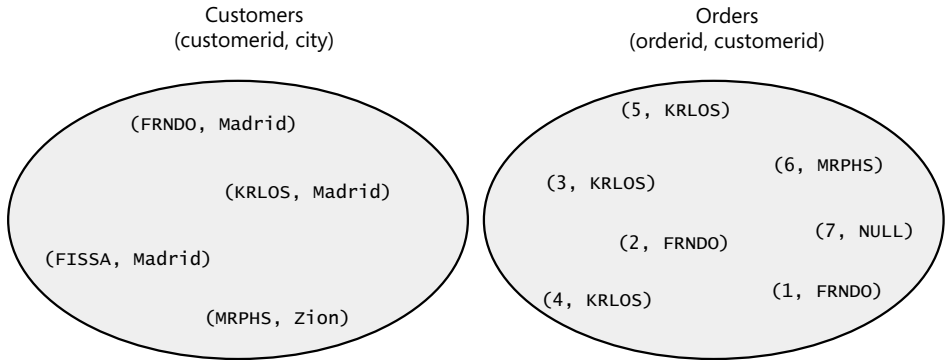 Customers
(customerid, city)
(FRNDO, Madrid)
(KRLOS, Madrid)
(FISSA, Madrid)
(MRPHS, Zion)
Orders
(orderid, customerid)
(5, KRLOS)
(6, MRPHS)
(3, KRLOS)
(7, NULL)
(2, FRNDO)
(1, FRNDO)
(4, KRLOS)